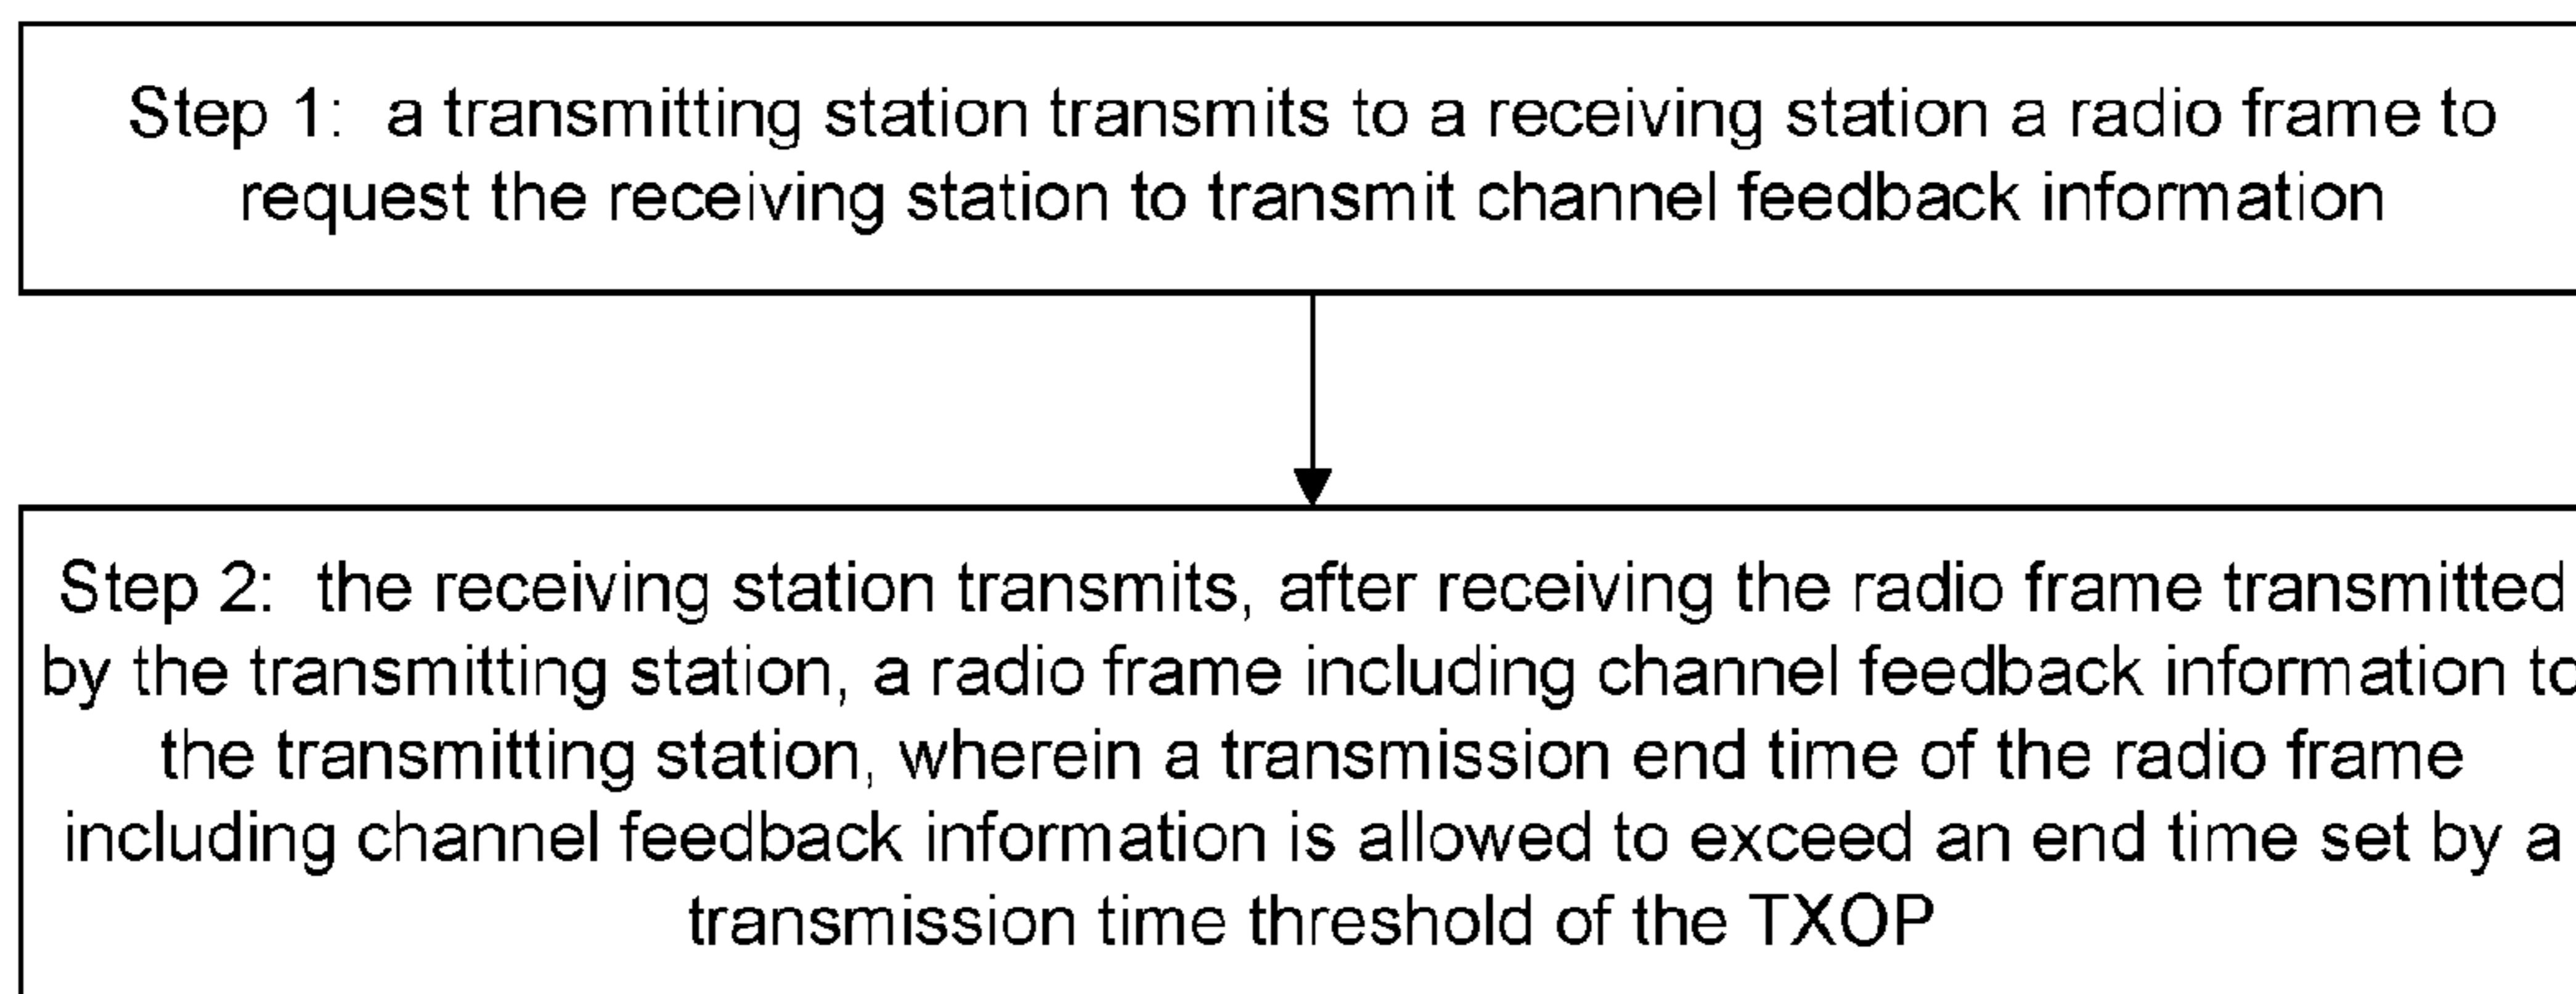 Step 1: a transmitting station transmits to a receiving station a radio frame to
request the receiving station to transmit channel feedback information
Step 2: the receiving station transmits, after receiving the radio frame transmitted
by the transmitting station, a radio frame including channel feedback information to
the transmitting station, wherein a transmission end time of the radio frame
including channel feedback information is allowed to exceed an end time set by a
transmission time threshold of the TXOP